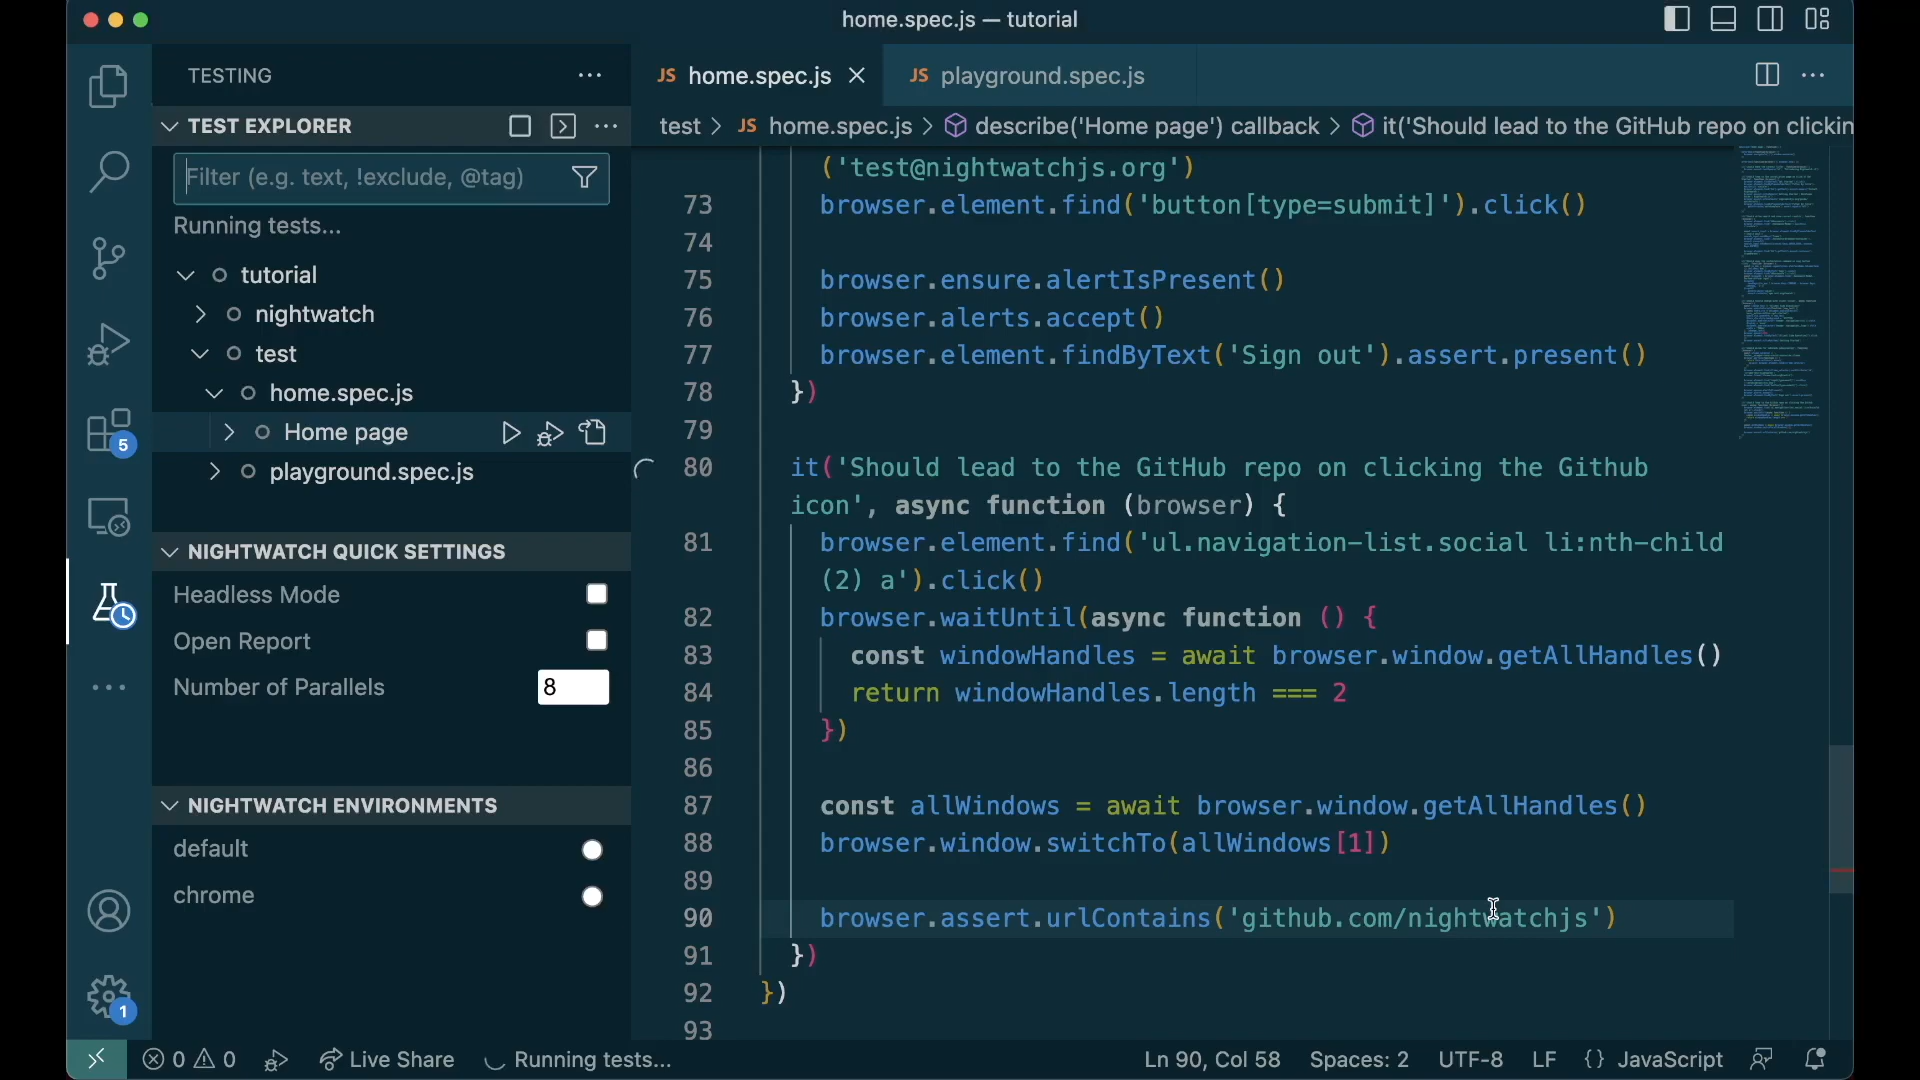 home.spec.js — tutorial
TESTING
TEST EXPLORER
Filter (e.g. text, !exclude, @tag)
Running tests...
tutorial
nightwatch
test
home.spec.js
Home page
playground.spec.js
NIGHTWATCH QUICK SETTINGS
Headless Mode
Open Report
Number of Parallels 8
NIGHTWATCH ENVIRONMENTS
default
chrome
5
1
JS home.spec.js
JS playground.spec.js
test > JS home.spec.js > describe('Home page') callback > it('Should lead to the GitHub repo on clickin
('test@nightwatchjs.org')
73 browser.element.find('button[type=submit]').click()
74
75 browser.ensure.alertIsPresent()
76 browser.alerts.accept()
77 browser.element.findByText('Sign out').assert.present()
78 })
79
80 it('Should lead to the GitHub repo on clicking the Github
icon', async function (browser) {
81 browser.element.find('ul.navigation-list.social li:nth-child
(2) a').click()
82 browser.waitUntil(async function () {
83 const windowHandles = await browser.window.getAllHandles()
84 return windowHandles.length === 2
85 })
86
87 const allWindows = await browser.window.getAllHandles()
88 browser.window.switchTo(allWindows[1])
89
90 browser.assert.urlContains('github.com/nightwatchjs')
91 })
92 })
93
0 0 Live Share Running tests... Ln 90, Col 58 Spaces: 2 UTF-8 LF {} JavaScript